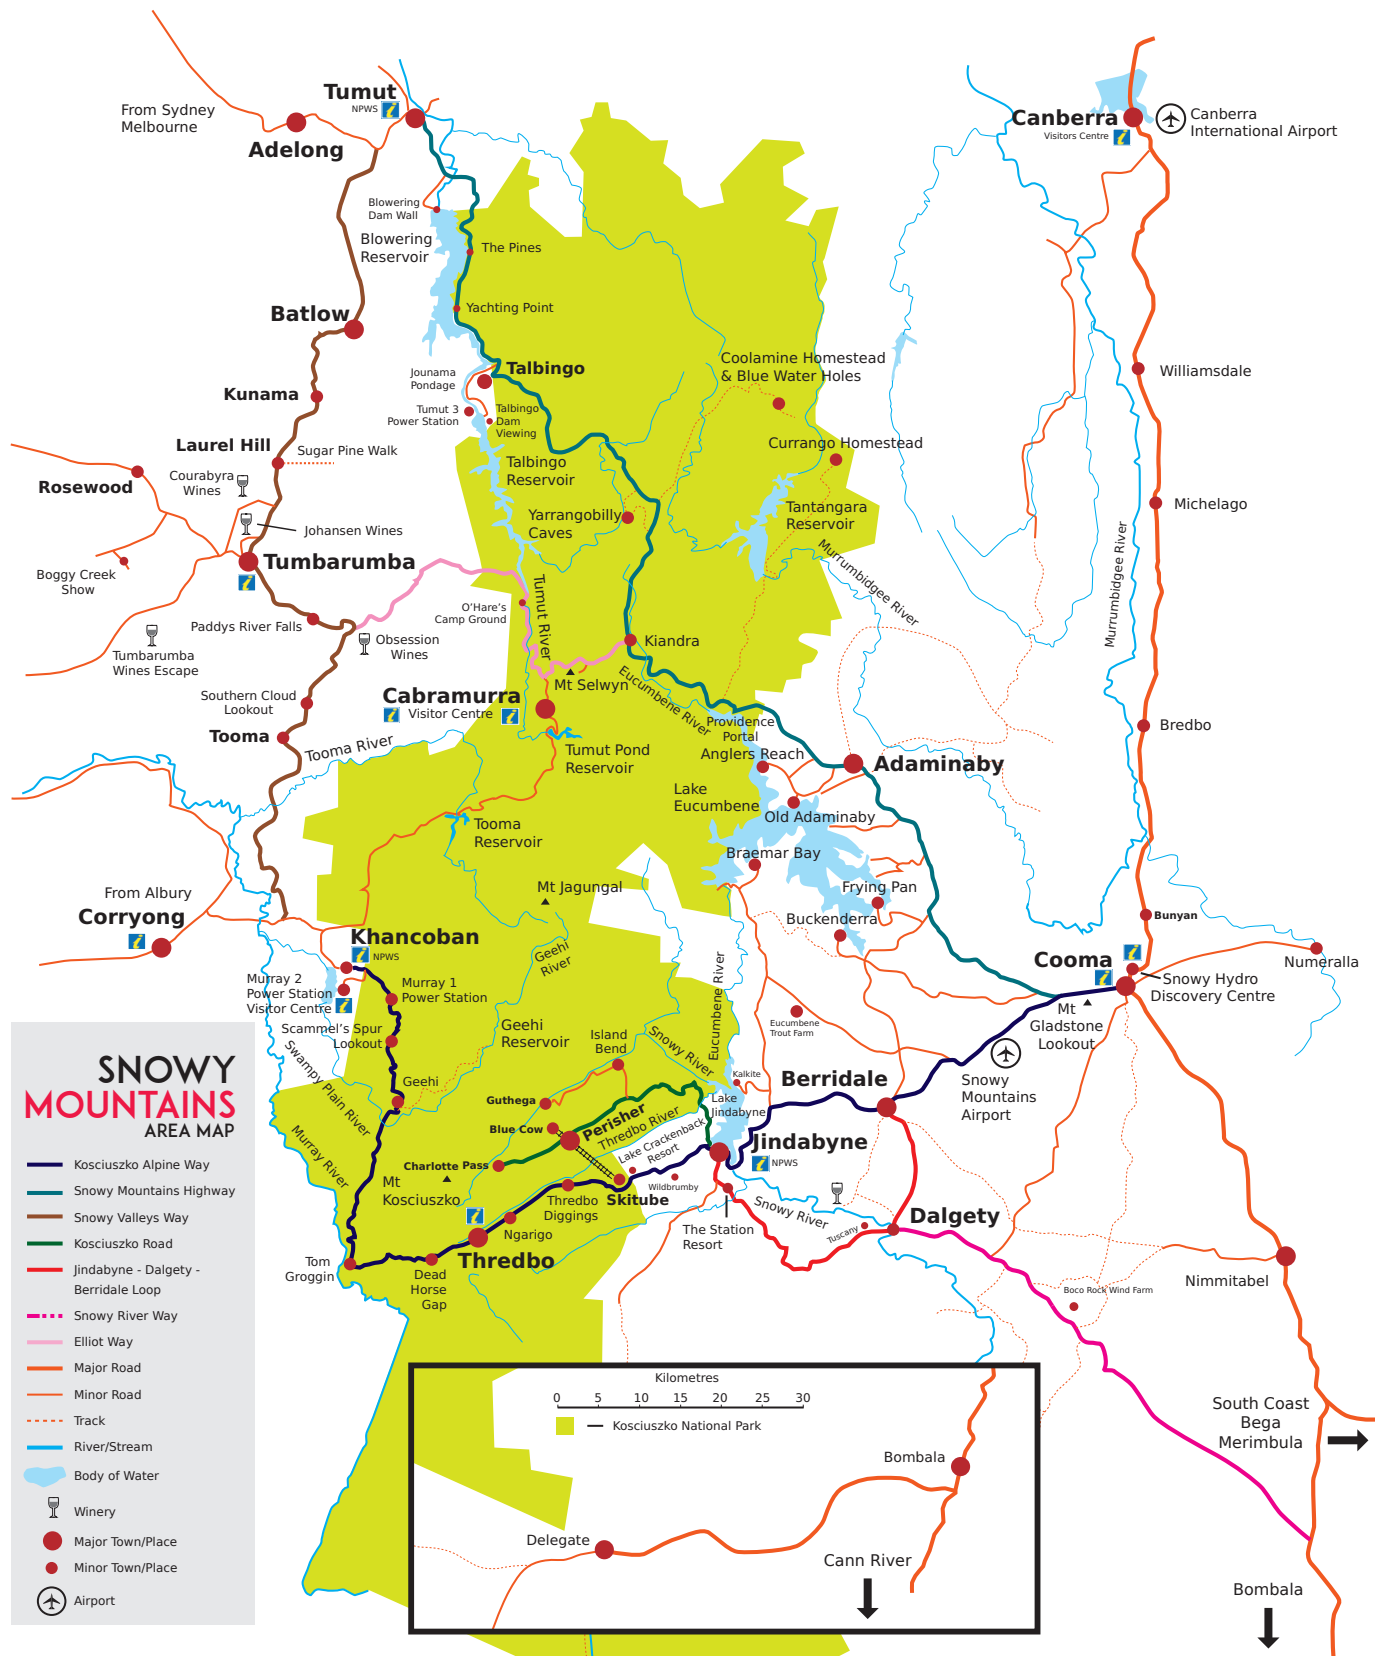 From Sydney
Melbourne
Tumut
NPWS
Adelong
Canberra
Visitors Centre
Canberra
International Airport
Blowering
Dam Wall
Blowering
Reservoir
The Pines
Yachting Point
Batlow
Jounama
Pondage
Talbingo
Coolamine Homestead
& Blue Water Holes
Williamsdale
Kunama
Tumut 3
Power Station
Talbingo
Dam
Viewing
Laurel Hill
Sugar Pine Walk
Currango Homestead
Rosewood
Courabyra
Wines
Talbingo
Reservoir
Johansen Wines
Yarrangobilly
Caves
Tantangara
Reservoir
Michelago
Murrumbidgee River
Murrumbidgee River
Tumbarumba
Boggy Creek
Show
O'Hare's
Camp Ground
Tumut River
Paddys River Falls
Obsession
Wines
Tumbarumba
Wines Escape
Kiandra
Mt Selwyn
Eucumbene River
Southern Cloud
Lookout
Cabramurra
Visitor Centre
Tooma
Tooma River
Tumut Pond
Reservoir
Providence
Portal
Anglers Reach
Adaminaby
Bredbo
Lake
Eucumbene
Old Adaminaby
Tooma
Reservoir
Braemar Bay
From Albury
Corryong
Mt Jagungal
Frying Pan
Buckenderra
Bunyan
Khancoban
NPWS
Geehi
River
Cooma
Numeralla
Murray 2
Power Station
Visitor Centre
Murray 1
Power Station
Snowy Hydro
Discovery Centre
Mt
Gladstone
Lookout
Scammel's Spur
Lookout
Geehi
Reservoir
Island
Bend
Snowy River
Eucumbene River
Eucumbene
Trout Farm
Swampy Plain River
Geehi
Kalkite
Berridale
Snowy
Mountains
Airport
Guthega
Lake
Jindabyne
Blue Cow
Perisher
Thredbo River
Murray River
Lake Crackenback
Resort
Jindabyne
NPWS
Charlotte Pass
Mt
Kosciuszko
Thredbo
Diggings
Skitube
Wildbrumby
Snowy River
The Station
Resort
Tuscany
Dalgety
Ngarigo
Thredbo
Tom
Groggin
Dead
Horse
Gap
Nimmitabel
Boco Rock Wind Farm
South Coast
Bega
Merimbula
Bombala
SNOWY
MOUNTAINS
AREA MAP
Kosciuszko Alpine Way
Snowy Mountains Highway
Snowy Valleys Way
Kosciuszko Road
Jindabyne - Dalgety -
Berridale Loop
Snowy River Way
Elliot Way
Major Road
Minor Road
Track
River/Stream
Body of Water
Winery
Major Town/Place
Minor Town/Place
Airport
Kilometres
0 5 10 15 20 25 30
Kosciuszko National Park
Bombala
Delegate
Cann River